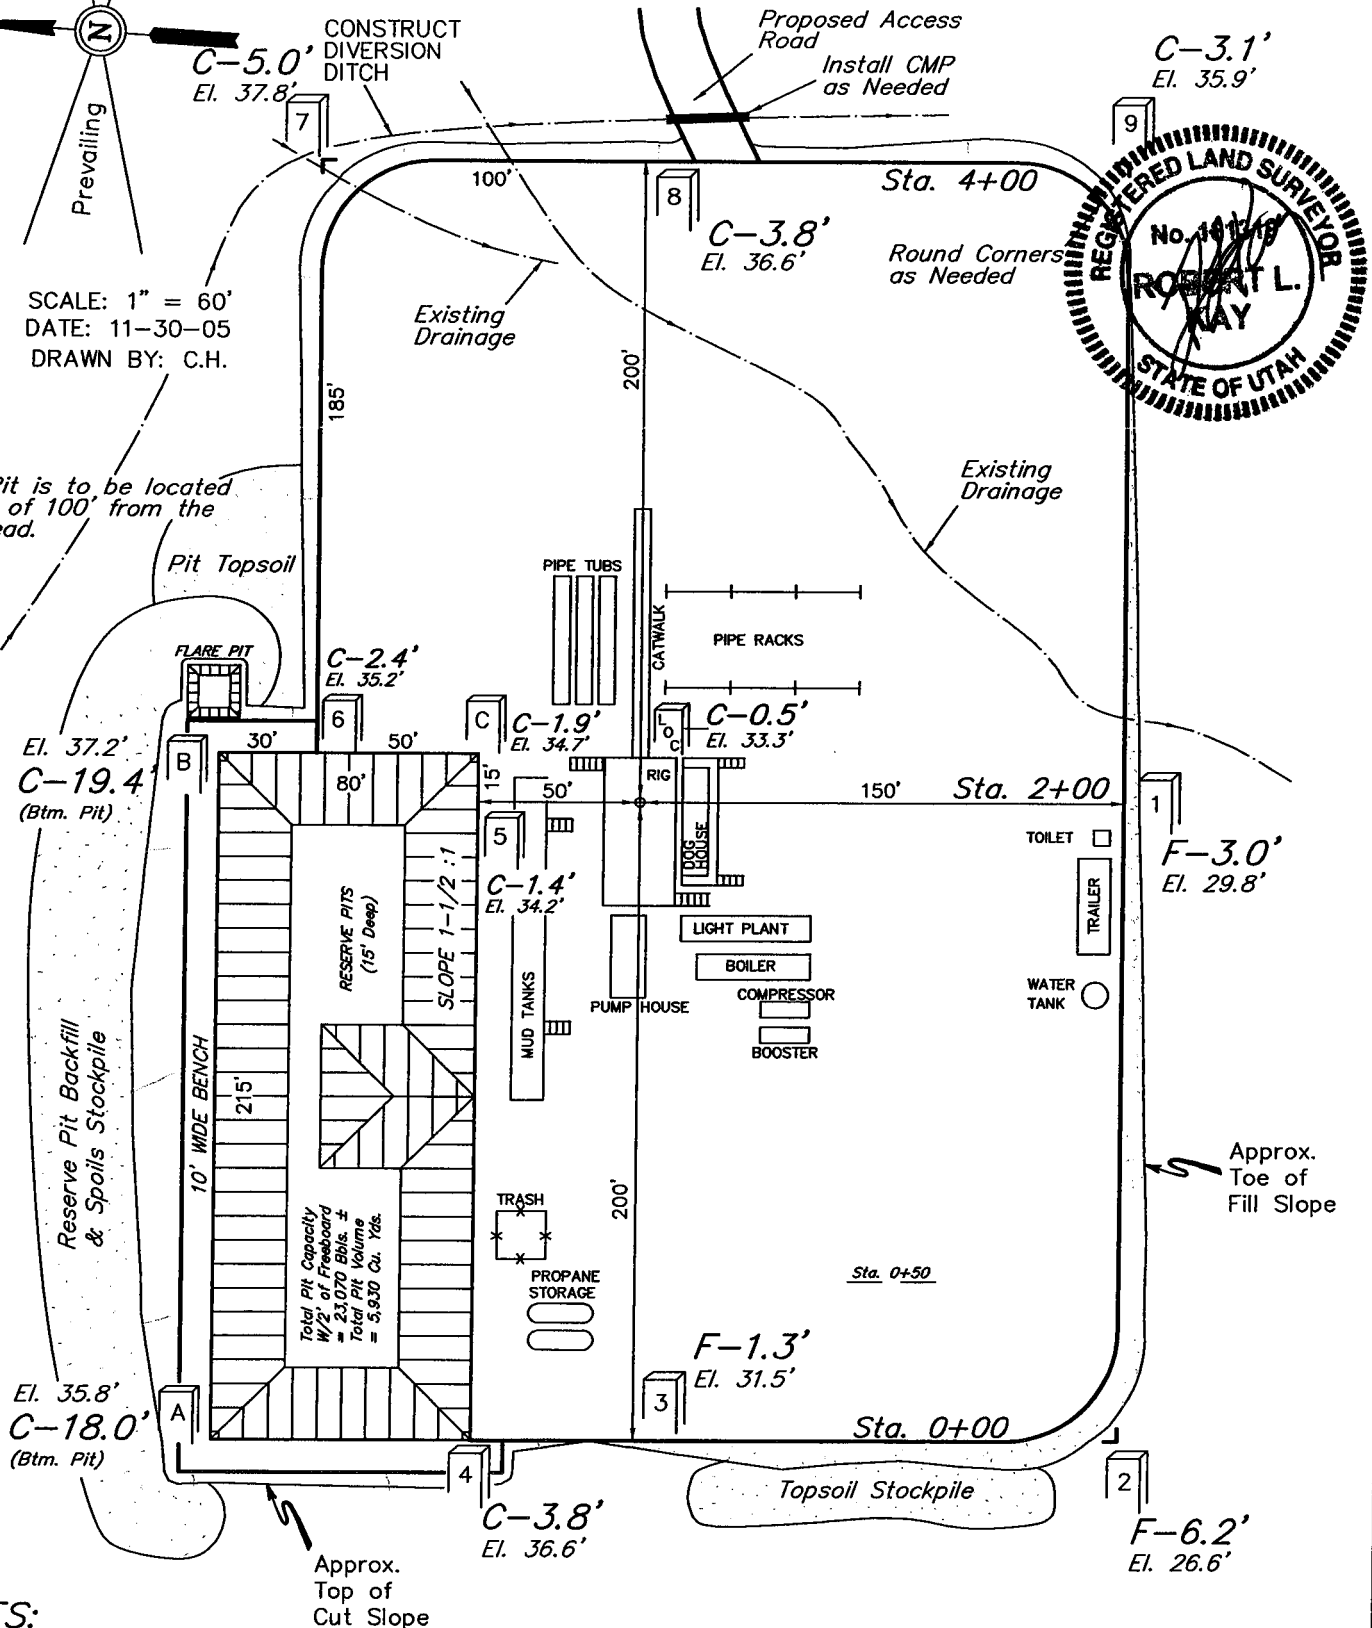 N
Prevailing
C-5.0'
El. 37.8'
7
CONSTRUCT
DIVERSION
DITCH
Proposed Access
Road
Install CMP
as Needed
C-3.1'
El. 35.9'
9
100'
8
C-3.8'
El. 36.6'
Sta. 4+00
Round Corners
as Needed
REGISTERED LAND SURVEYOR
ROBERT L.
KAY
STATE OF UTAH
SCALE: 1" = 60'
DATE: 11-30-05
DRAWN BY: C.H.
Existing
Drainage
185'
200'
Pit is to be located
of 100' from the
ead.
Pit Topsoil
Existing
Drainage
PIPE TUBS
CATWALK
PIPE RACKS
FLARE PIT
C-2.4'
El. 35.2'
6
C
C-1.9'
El. 34.7'
LOC
C-0.5'
El. 33.3'
El. 37.2'
C-19.4'
(Btm. Pit)
B
30'
50'
80'
15'
50'
RIG
150'
Sta. 2+00
1
F-3.0'
El. 29.8'
5
C-1.4'
El. 34.2'
DOG
HOUSE
TOILET
TRAILER
WATER
TANK
RESERVE PITS
(15' Deep)
SLOPE 1-1/2 :1
MUD TANKS
PUMP HOUSE
LIGHT PLANT
BOILER
COMPRESSOR
BOOSTER
Reserve Pit Backfill
& Spoils Stockpile
10' WIDE BENCH
215'
Total Pit Capacity
W/2' of Freeboard
= 23,070 Bbls. ±
Total Pit Volume
= 5,930 Cu. Yds.
TRASH
PROPANE
STORAGE
200'
Sta. 0+50
Approx.
Toe of
Fill Slope
El. 35.8'
C-18.0'
(Btm. Pit)
A
F-1.3'
El. 31.5'
3
Sta. 0+00
4
C-3.8'
El. 36.6'
Topsoil Stockpile
2
F-6.2'
El. 26.6'
Approx.
Top of
Cut Slope
TS: